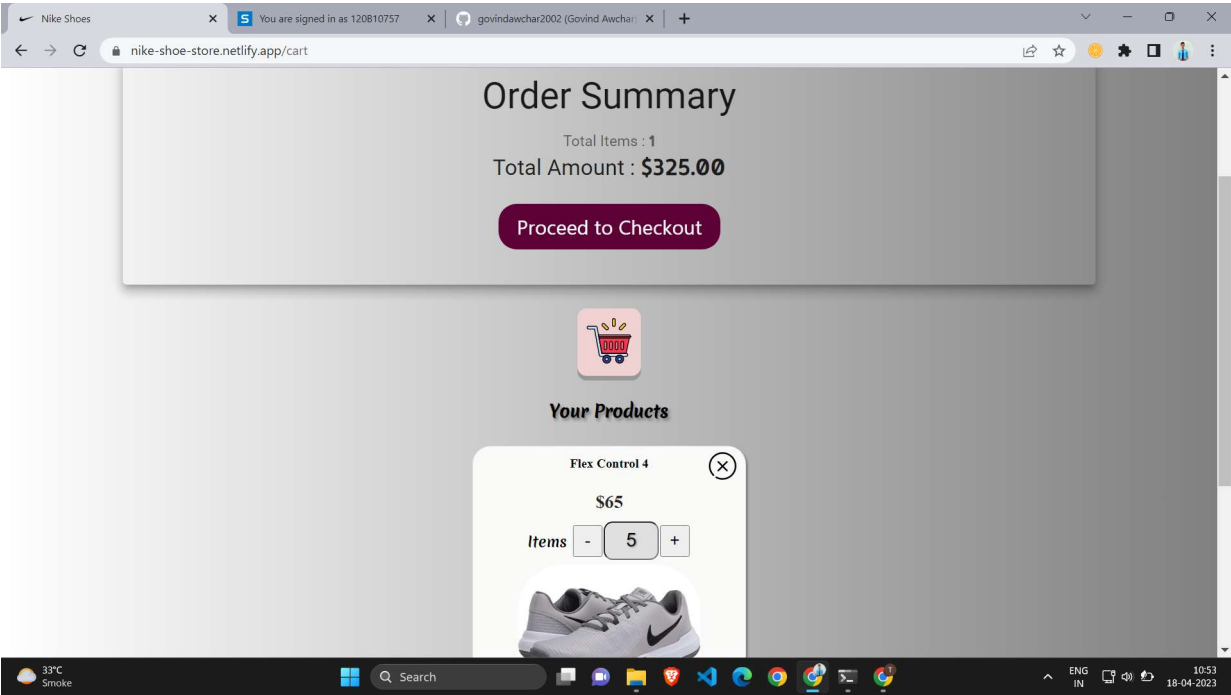 Nike Shoes
You are signed in as 120B10757
govindawchar2002 (Govind Awchar
nike-shoe-store.netlify.app/cart
Order Summary
Total Items : 1
Total Amount : $325.00
Proceed to Checkout
Your Products
Flex Control 4
$65
Items - 5 +
33°C
Smoke
Search
ENG
IN
10:53
18-04-2023